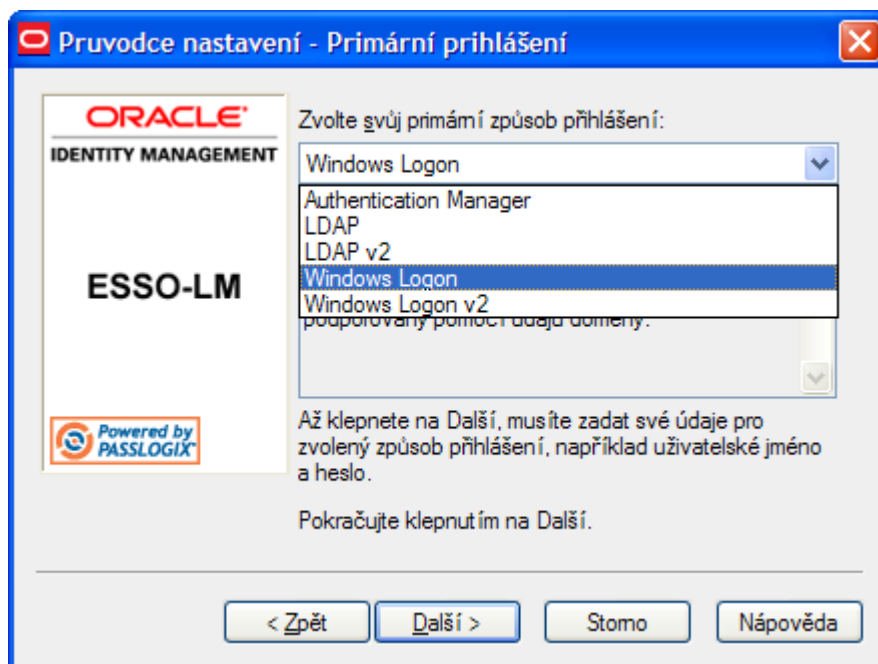 Pruvodce nastavení - Primární prihlášení
ORACLE
IDENTITY MANAGEMENT
ESSO-LM
Powered by
PASSLOGIX
Zvolte svůj primární způsob přihlášení:
Windows Logon
Authentication Manager
LDAP
LDAP v2
Windows Logon
Windows Logon v2
podporovány pomocí údajů domény.
Až klepnete na Další, musíte zadat své údaje pro
zvolený způsob přihlášení, například uživatelské jméno
a heslo.
Pokračujte klepnutím na Další.
< Zpět
Další >
Storno
Nápověda